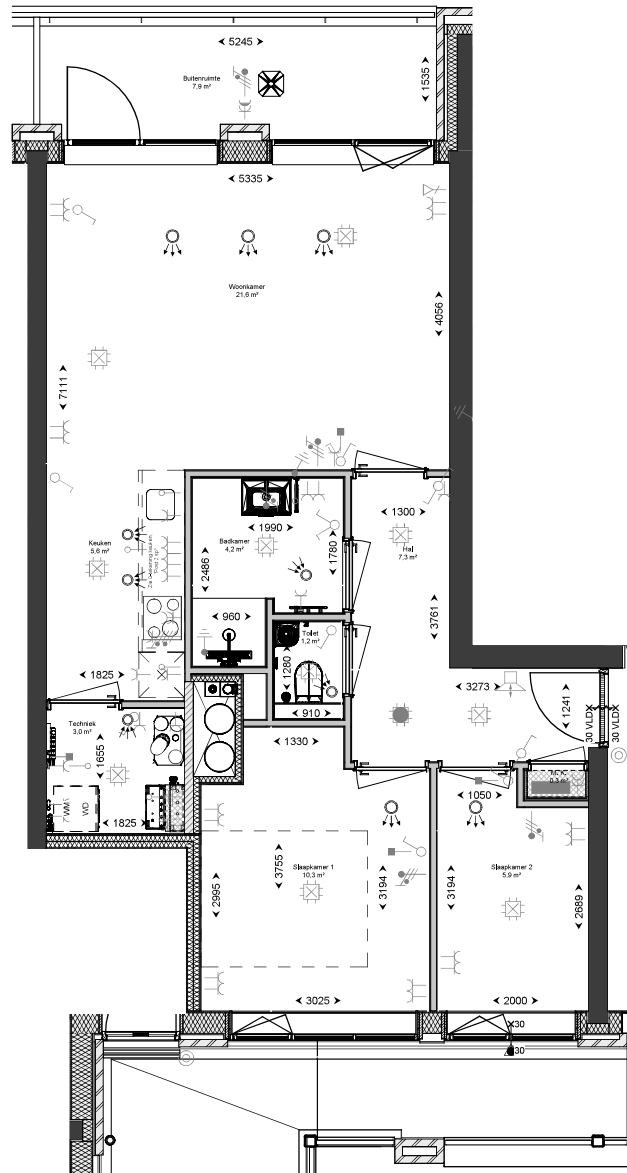 5245
Buitenruimte
7,9 m²
1535
5335
Woonkamer
21,6 m²
4056
7111
1300
Hal
7,3 m²
1990
Badkamer
4,2 m²
1780
2486
Keuken
5,6 m²
960
Toilet
1,2 m²
1280
3761
1825
910
3273
1241
30 VLDX
30 VLD
Techniek
3,0 m²
1655
1330
M. K.
0,3 m²
1050
WM
WD
1825
3755
Slaapkamer 1
10,3 m²
3194
3194
Slaapkamer 2
5,9 m²
2995
2689
3025
2000
30
30